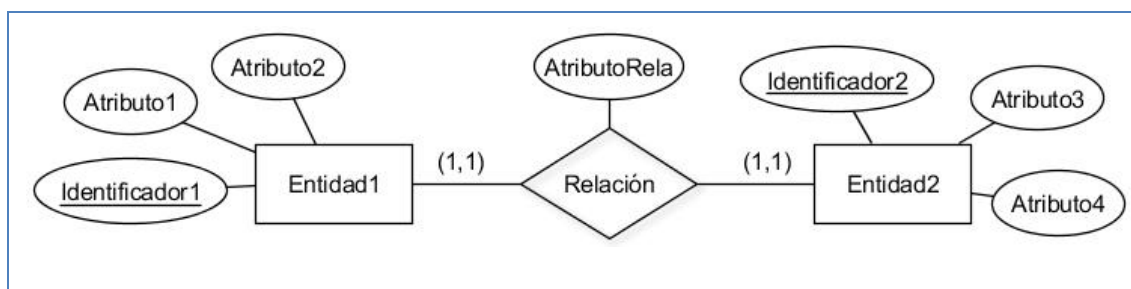 Atributo2
AtributoRela
Identificador2
Atributo1
Atributo3
Identificador1
Entidad1
(1,1)
Relación
(1,1)
Entidad2
Atributo4